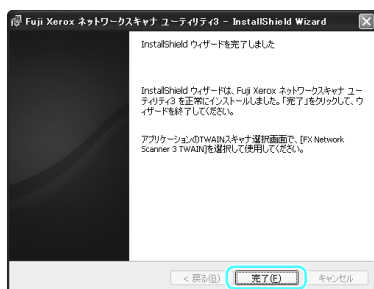 Fuji Xerox ネットワークスキャナ ユーティリティ3 - InstallShield Wizard
InstallShield ウィザードを完了しました
InstallShield ウィザードは、Fuji Xerox ネットワークスキャナ ユー
ティリティ3 を正常にインストールしました。「完了」をクリックして、ウ
ィザードを終了してください。
アプリケーションのTWAINスキャナ選択画面で、[FX Network
Scanner 3 TWAIN]を選択して使用してください。
< 戻る(B) 完了(F) キャンセル